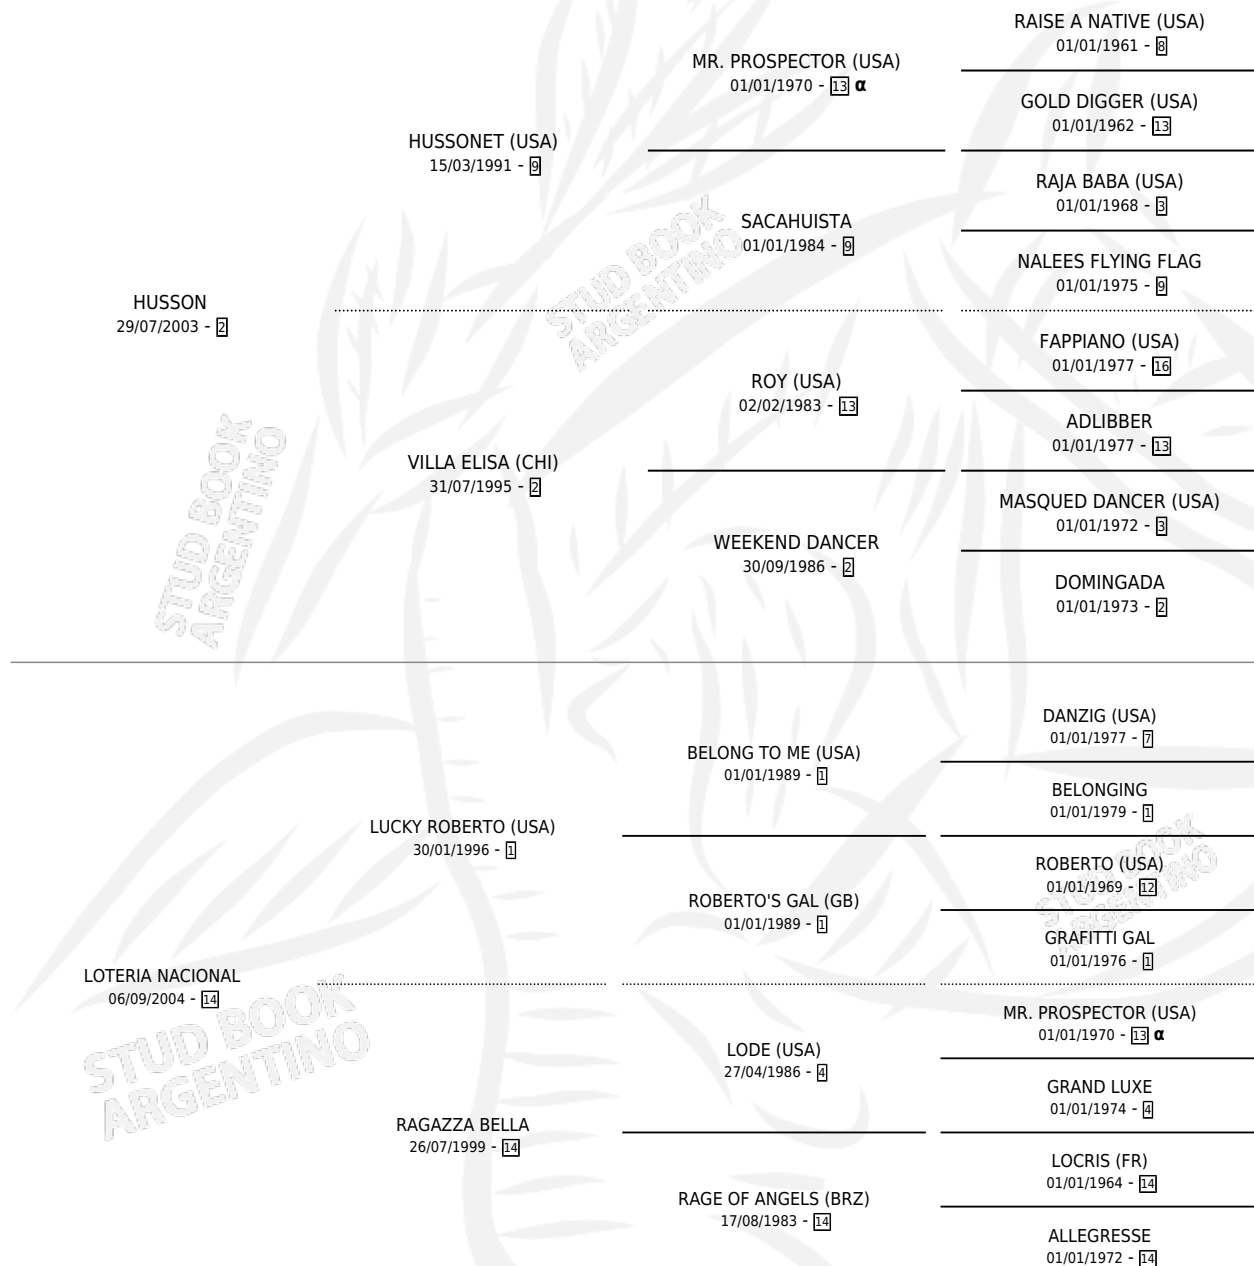 RAISE A NATIVE (USA)
01/01/1961 - 8
MR. PROSPECTOR (USA)
01/01/1970 - 13 α
GOLD DIGGER (USA)
01/01/1962 - 13
HUSSONET (USA)
15/03/1991 - 9
RAJA BABA (USA)
01/01/1968 - 3
SACAHUISTA
01/01/1984 - 9
NALEES FLYING FLAG
01/01/1975 - 9
HUSSON
29/07/2003 - 2
FAPPIANO (USA)
01/01/1977 - 16
ROY (USA)
02/02/1983 - 13
ADLIBBER
01/01/1977 - 13
VILLA ELISA (CHI)
31/07/1995 - 2
MASQUED DANCER (USA)
01/01/1972 - 3
WEEKEND DANCER
30/09/1986 - 2
DOMINGADA
01/01/1973 - 2
DANZIG (USA)
01/01/1977 - 7
BELONG TO ME (USA)
01/01/1989 - 1
BELONGING
01/01/1979 - 1
LUCKY ROBERTO (USA)
30/01/1996 - 1
ROBERTO (USA)
01/01/1969 - 12
ROBERTO'S GAL (GB)
01/01/1989 - 1
GRAFITTI GAL
01/01/1976 - 1
LOTERIA NACIONAL
06/09/2004 - 14
MR. PROSPECTOR (USA)
01/01/1970 - 13 α
LODE (USA)
27/04/1986 - 4
GRAND LUXE
01/01/1974 - 4
RAGAZZA BELLA
26/07/1999 - 14
LOCRIS (FR)
01/01/1964 - 14
RAGE OF ANGELS (BRZ)
17/08/1983 - 14
ALLEGRESSE
01/01/1972 - 14
STUD BOOK
ARGENTINO
STUD BOOK
ARGENTINO
STUD BOOK
ARGENTINO
STUD BOOK
ARGENTINO